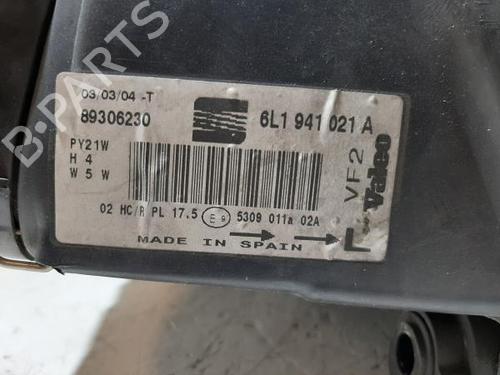 03/03/04 -T
89306230
6L1 941 021 A
PY21W
H 4
W 5 W
VF2
Valeo
02 HC/R PL 17.5 E9 5309 011a 02A
MADE IN SPAIN
L
B-Parts